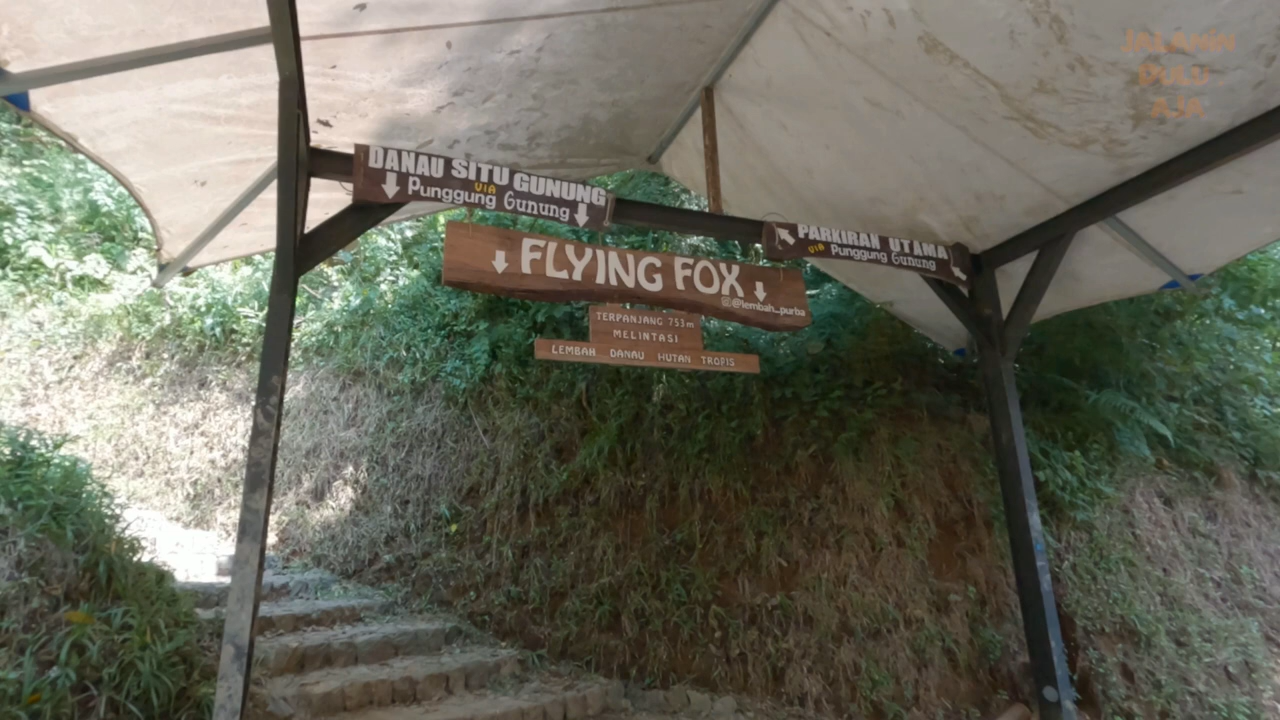 DANAU SITU GUNUNG
VIA
Punggung Gunung
FLYING FOX
@lembah_purba
TERPANJANG 753m
MELINTASI
LEMBAH DANAU HUTAN TROPIS
PARKIRAN UTAMA
VIA Punggung Gunung
JALANIN
DULU
AJA